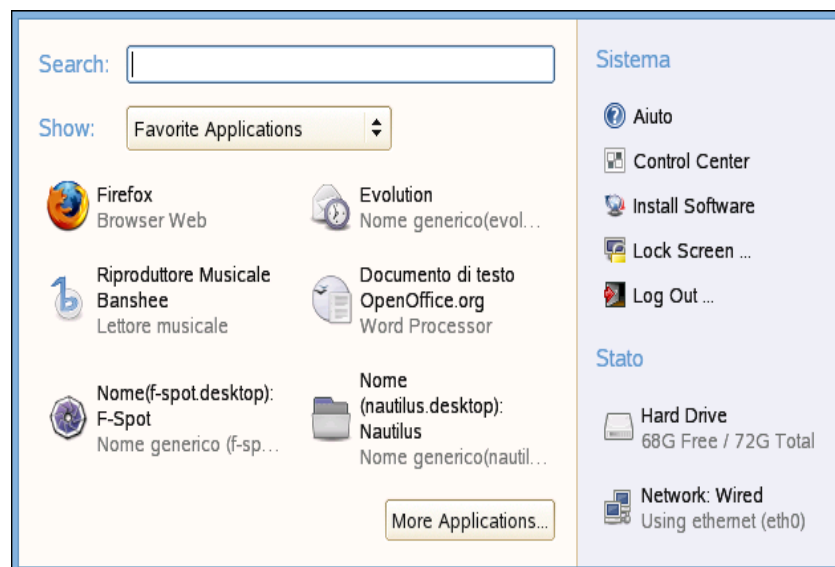 Search:
Show:
Favorite Applications
Firefox
Browser Web
Evolution
Nome generico(evol...
Riproduttore Musicale
Banshee
Lettore musicale
Documento di testo
OpenOffice.org
Word Processor
Nome(f-spot.desktop):
F-Spot
Nome generico (f-sp...
Nome
(nautilus.desktop):
Nautilus
Nome generico(nautil...
More Applications...
Sistema
Aiuto
Control Center
Install Software
Lock Screen ...
Log Out ...
Stato
Hard Drive
68G Free / 72G Total
Network: Wired
Using ethernet (eth0)